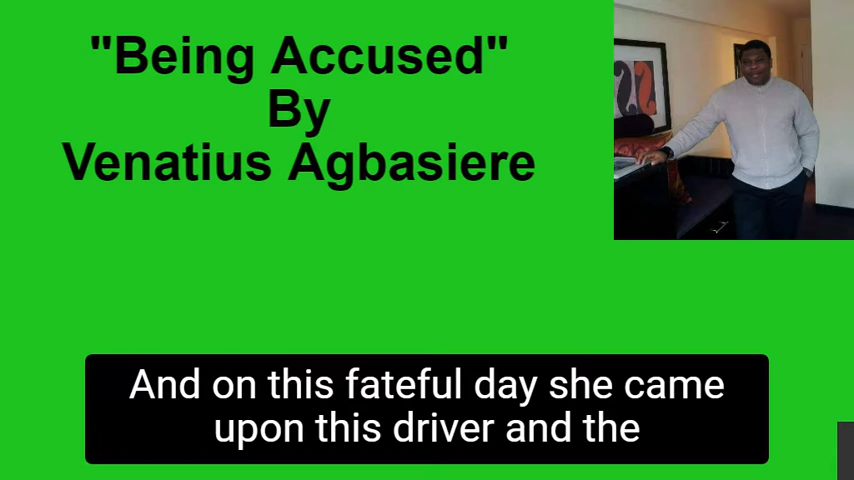 "Being Accused"
By
Venatius Agbasiere
And on this fateful day she came
upon this driver and the